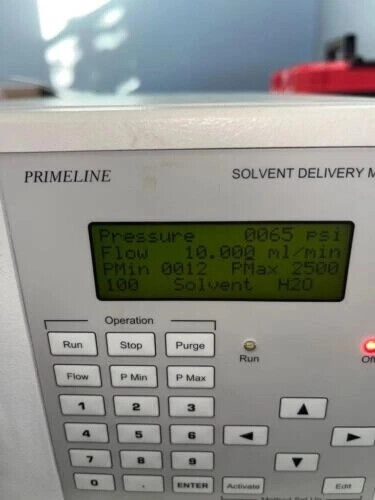 PRIMELINE SOLVENT DELIVERY M
Pressure 0065 psi
Flow 10.000 ml/min
PMin 0012 PMax 2500
100 Solvent H2O
Operation
Run Stop Purge
Run
Flow P Min P Max
1 2 3
4 5 6
7 8 9
0 . ENTER Activate Edit